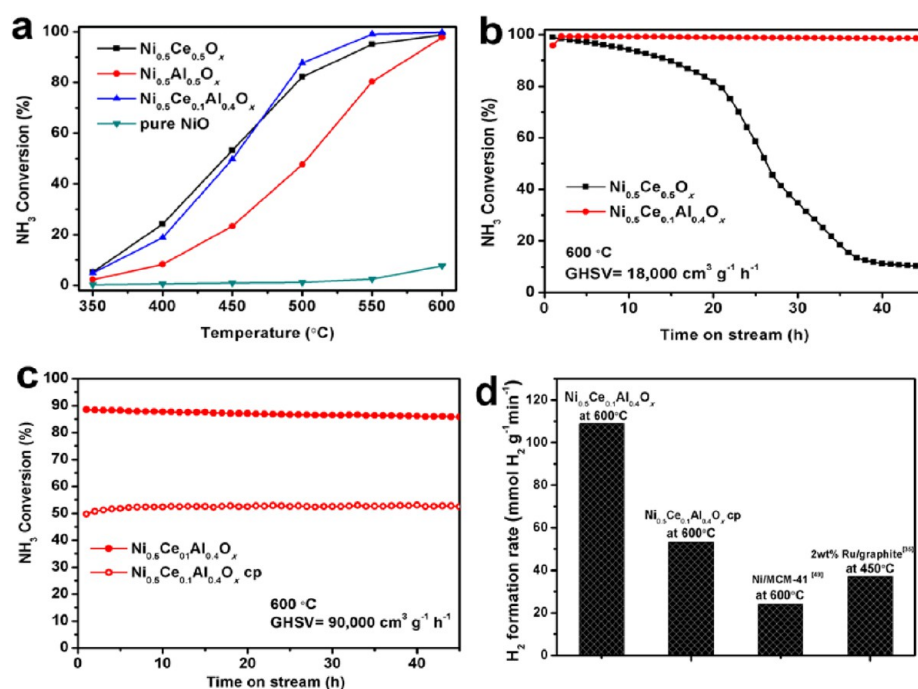 a
NH₃ Conversion (%)
100
80
60
40
20
0
Ni₀.₅Ce₀.₅Oₓ
Ni₀.₅Al₀.₅Oₓ
Ni₀.₅Ce₀.₁Al₀.₄Oₓ
pure NiO
350 400 450 500 550 600
Temperature (°C)
b
NH₃ Conversion (%)
100
80
60
40
20
0
Ni₀.₅Ce₀.₅Oₓ
Ni₀.₅Ce₀.₁Al₀.₄Oₓ
600 °C
GHSV= 18,000 cm³ g⁻¹ h⁻¹
0 10 20 30 40
Time on stream (h)
c
NH₃ Conversion (%)
100
90
80
70
60
50
40
30
20
10
0
Ni₀.₅Ce₀₁Al₀.₄Oₓ
Ni₀.₅Ce₀.₁Al₀.₄Oₓ cp
600 °C
GHSV= 90,000 cm³ g⁻¹ h⁻¹
0 10 20 30 40
Time on stream (h)
d
H₂ formation rate (mmol H₂ g⁻¹min⁻¹)
120
100
80
60
40
20
0
Ni₀.₅Ce₀.₁Al₀.₄Oₓ
at 600°C
Ni₀.₅Ce₀.₁Al₀.₄Oₓ cp
at 600°C
Ni/MCM-41
at 600°C
2wt% Ru/graphite
at 450°C